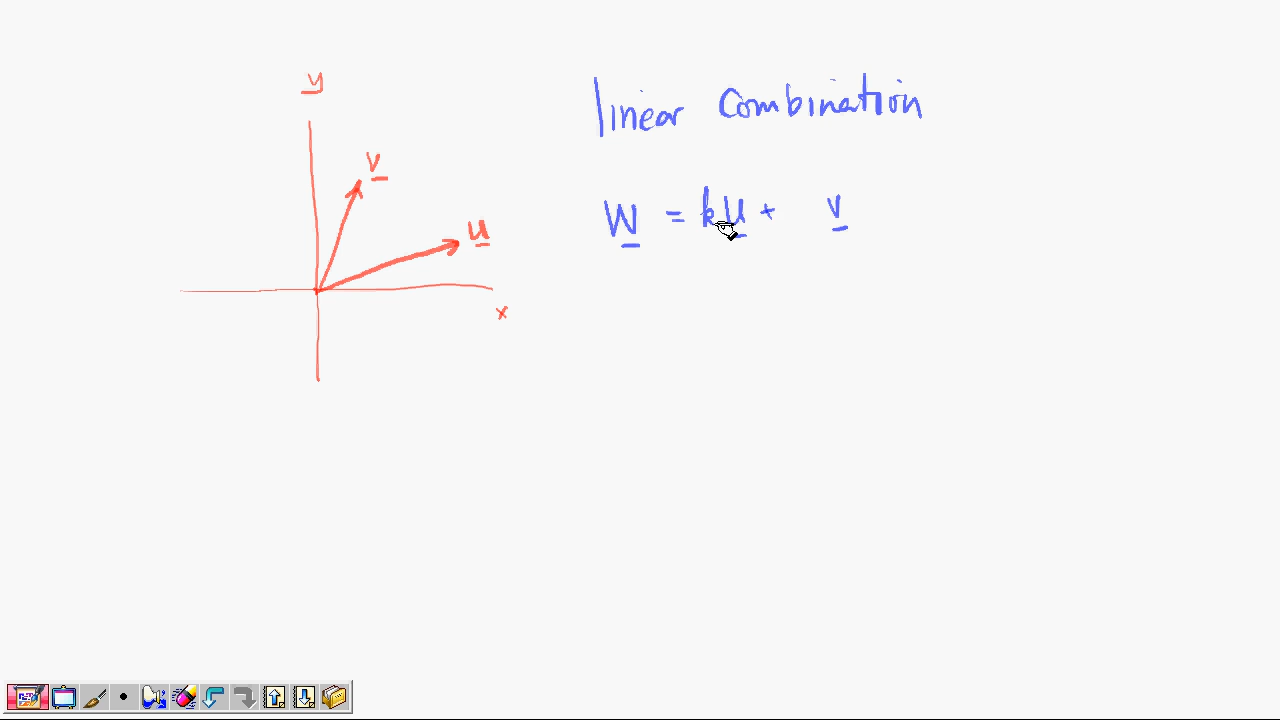 y
linear combination
v
w = ku + v
u
x